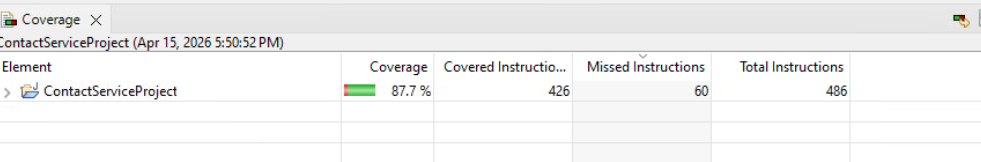 Coverage
ContactServiceProject (Apr 15, 2026 5:50:52 PM)
Element Coverage Covered Instructio... Missed Instructions Total Instructions
ContactServiceProject 87.7 % 426 60 486